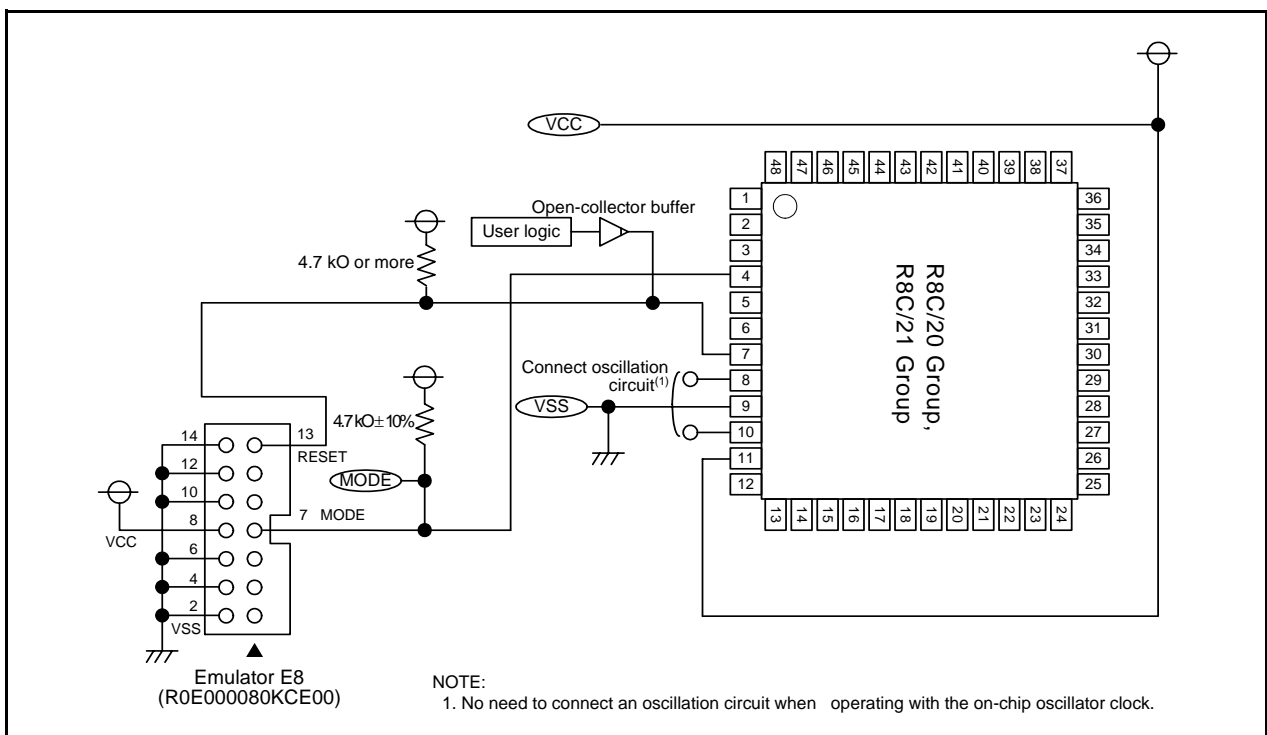 VCC
48 47 46 45 44 43 42 41 40 39 38 37
1
2
3
4
5
6
7
8
9
10
11
12
36
35
34
33
32
31
30
29
28
27
26
25
13 14 15 16 17 18 19 20 21 22 23 24
R8C/20 Group,
R8C/21 Group
Open-collector buffer
User logic
4.7 kO or more
Connect oscillation
circuit(1)
VSS
4.7kO±10%
MODE
14
13
RESET
12
10
8
7 MODE
VCC
6
4
2
VSS
Emulator E8
(R0E000080KCE00)
NOTE:
1. No need to connect an oscillation circuit when operating with the on-chip oscillator clock.